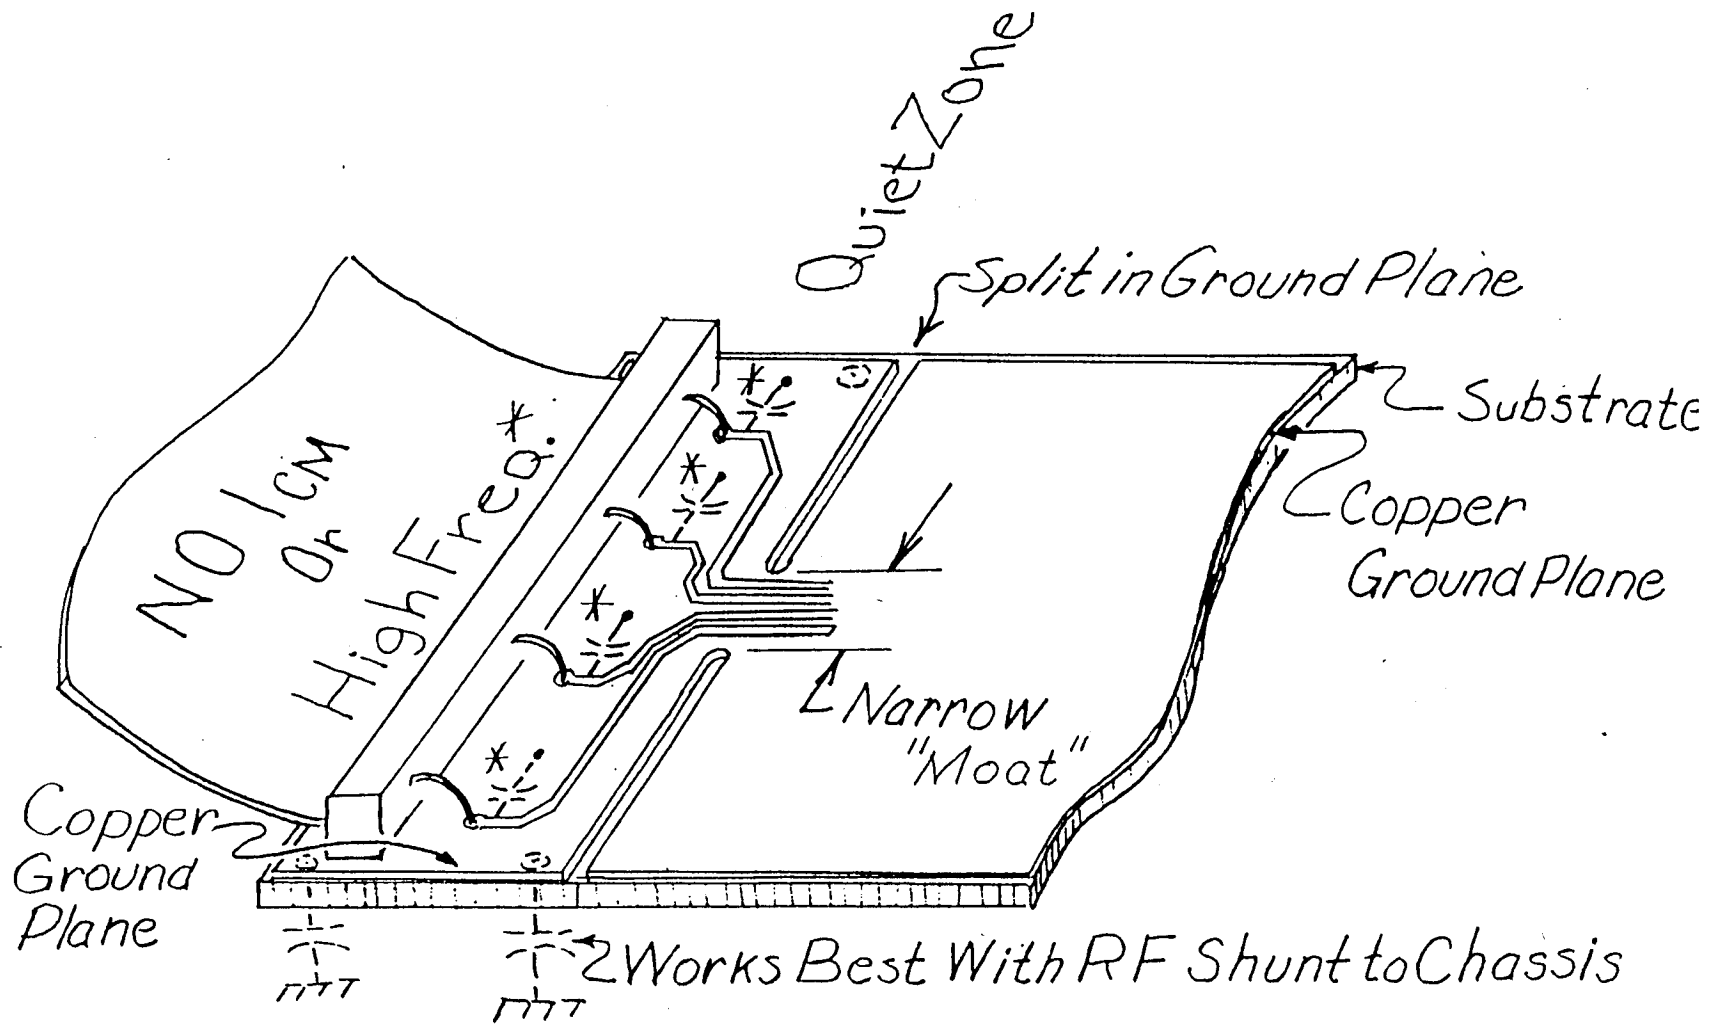 Quiet Zone
Split in Ground Plane
Substrate
Copper
Ground Plane
NO ICM
Or
High Freq.*
*
*
*
*
Narrow
"Moat"
Copper
Ground
Plane
Works Best With RF Shunt to Chassis